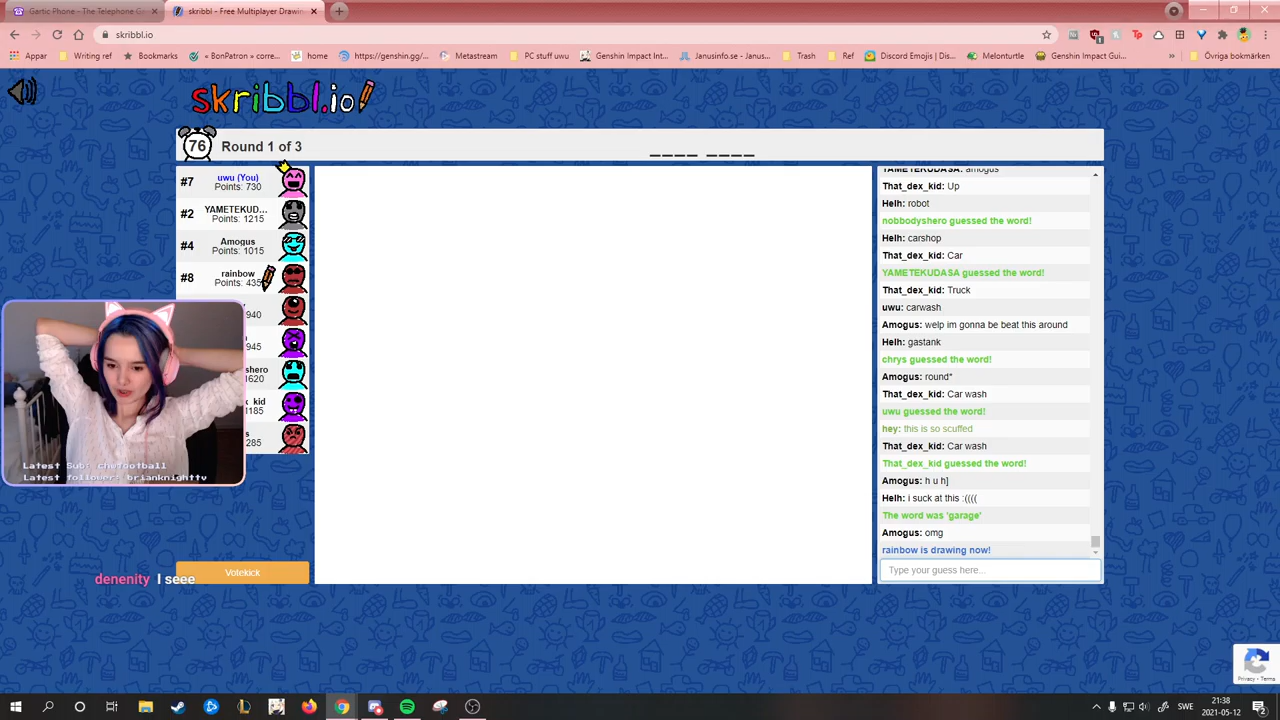 Gartic Phone - The Telephone G
skribbl - Free Multiplayer Drawin
skribbl.io
Appar
Writing ref
Bookmarks
« BonPatron » corre...
home
https://genshin.gg/...
Metastream
PC stuff uwu
Genshin Impact Int...
Janusinfo.se - Janus...
Trash
Ref
Discord Emojis | Dis...
Melonturtle
Genshin Impact Gui...
»
Övriga bokmärken
skribbl.io
76
Round 1 of 3
____ ____
#7
uwu (You)
Points: 730
#2
YAMETEKUD...
Points: 1215
#4
Amogus
Points: 1015
#8
rainbow
Points: 435
940
945
shero
1620
kid
1185
s
285
Latest Sub: chwfootball
Latest follower: brianknighttv
Votekick
denenity I seee
YAMETEKUDASA: amogus
That_dex_kid: Up
Helh: robot
nobbodyshero guessed the word!
Helh: carshop
That_dex_kid: Car
YAMETEKUDASA guessed the word!
That_dex_kid: Truck
uwu: carwash
Amogus: welp im gonna be beat this around
Helh: gastank
chrys guessed the word!
Amogus: round*
That_dex_kid: Car wash
uwu guessed the word!
hey: this is so scuffed
That_dex_kid: Car wash
That_dex_kid guessed the word!
Amogus: h u h]
Helh: i suck at this :((((
The word was 'garage'
Amogus: omg
rainbow is drawing now!
Type your guess here...
Privacy - Terms
SWE
21:38
2021-05-12
2